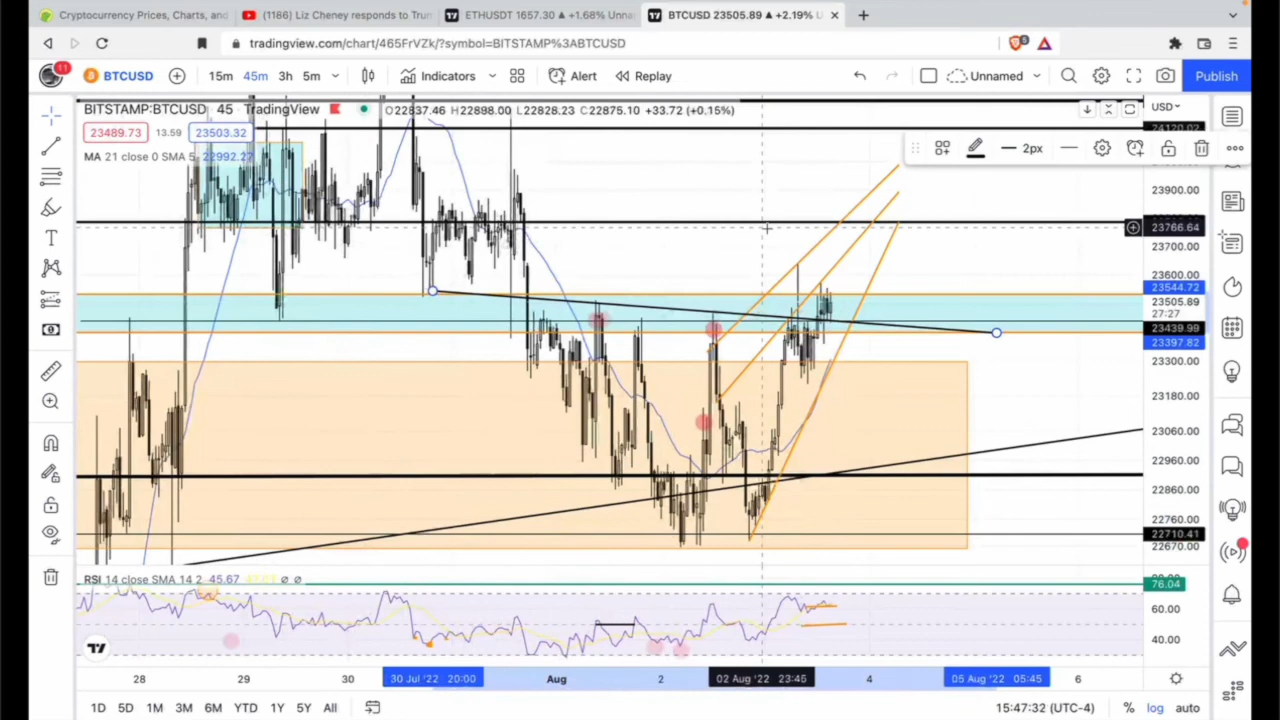 Cryptocurrency Prices, Charts, and
(1186) Liz Cheney responds to Trum
ETHUSDT 1657.30 ▲ +1.68% Unna
BTCUSD 23505.89 ▲ +2.19% U
tradingview.com/chart/465FrVZk/?symbol=BITSTAMP%3ABTCUSD
11 BTCUSD 15m 45m 3h 5m Indicators Alert Replay Unnamed Publish
BITSTAMP:BTCUSD 45 TradingView O22837.46 H22898.00 L22828.23 C22875.10 +33.72 (+0.15%)
USD
23489.73 13.59 23503.32
24120.02
MA 21 close 0 SMA 5 22992.27
2px
23900.00
23766.64
23700.00
23600.00
23544.72
23505.89
27:27
23439.99
23397.82
23300.00
23180.00
23060.00
22960.00
22860.00
22760.00
22710.41
22670.00
RSI 14 close SMA 14 2 45.67
76.04
60.00
40.00
28 29 30 30 Jul '22 20:00 Aug 2 02 Aug '22 23:45 4 05 Aug '22 05:45 6
1D 5D 1M 3M 6M YTD 1Y 5Y All 15:47:32 (UTC-4) % log auto